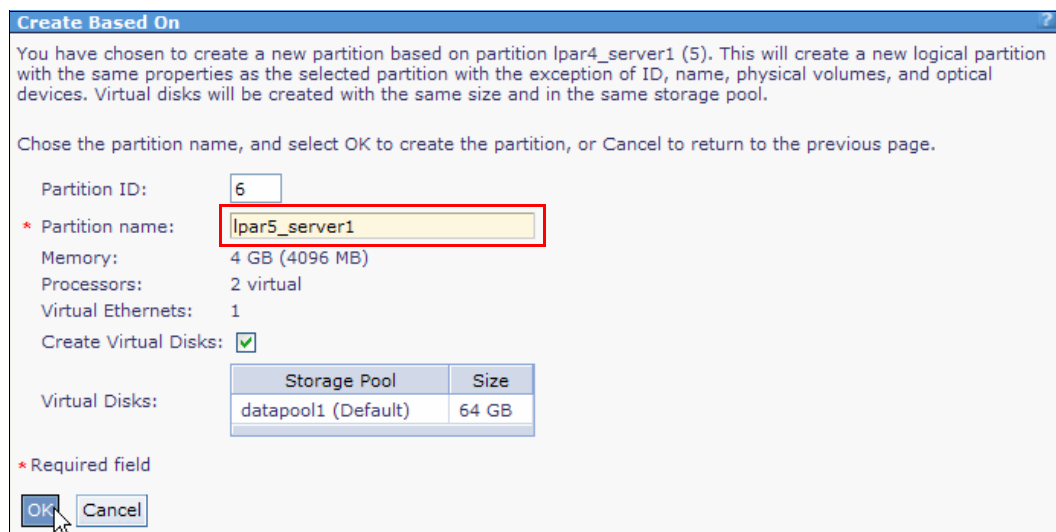 Create Based On ?
You have chosen to create a new partition based on partition lpar4_server1 (5). This will create a new logical partition
with the same properties as the selected partition with the exception of ID, name, physical volumes, and optical
devices. Virtual disks will be created with the same size and in the same storage pool.
Chose the partition name, and select OK to create the partition, or Cancel to return to the previous page.
Partition ID: 6
* Partition name: lpar5_server1
Memory: 4 GB (4096 MB)
Processors: 2 virtual
Virtual Ethernets: 1
Create Virtual Disks:
Storage Pool Size
Virtual Disks: datapool1 (Default) 64 GB
* Required field
OK Cancel